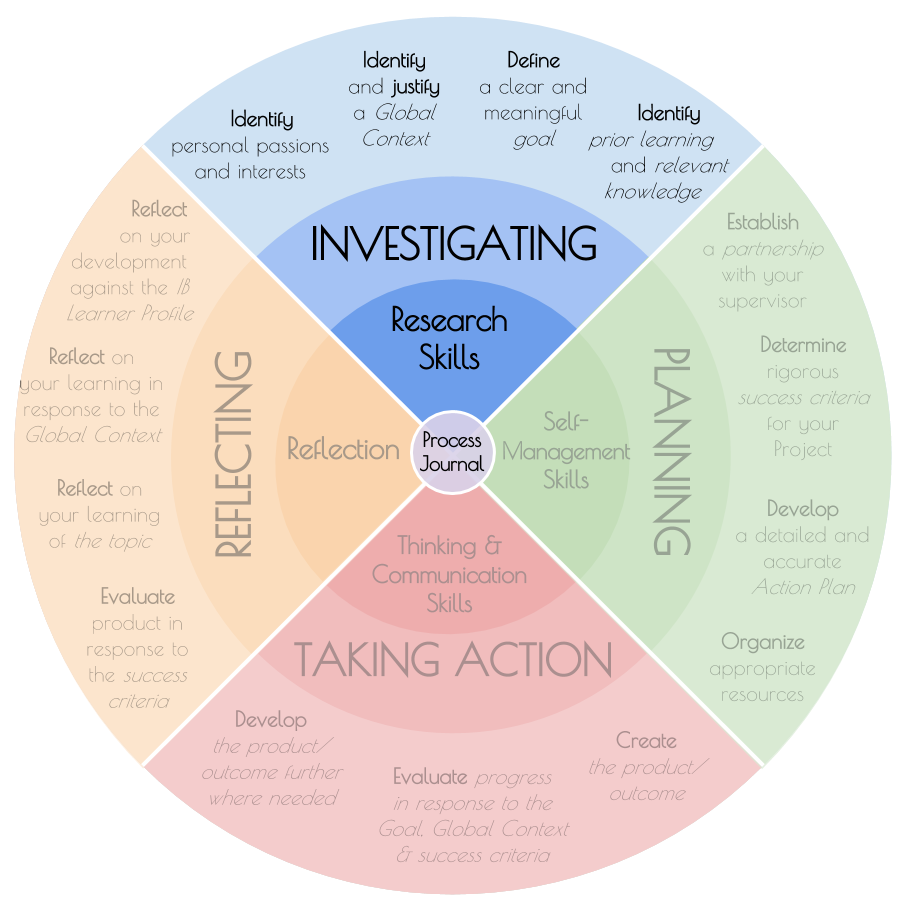 Identify
personal passions
and interests
Identify
and justify
a Global
Context
Define
a clear and
meaningful
goal
Identify
prior learning
and relevant
knowledge
INVESTIGATING
Research
Skills
Establish
a partnership
with your
supervisor
Determine
rigorous
success criteria
for your
Project
Develop
a detailed and
accurate
Action Plan
Organize
appropriate
resources
PLANNING
Self-
Management
Skills
Create
the product/
outcome
Evaluate progress
in response to the
Goal, Global Context
& success criteria
Develop
the product/
outcome further
where needed
TAKING ACTION
Thinking &
Communication
Skills
Evaluate
product in
response to
the success
criteria
Reflect on
your learning
of the topic
Reflect on
your learning in
response to the
Global Context
Reflect
on your
development
against the IB
Learner Profile
REFLECTING
Reflection
Process
Journal